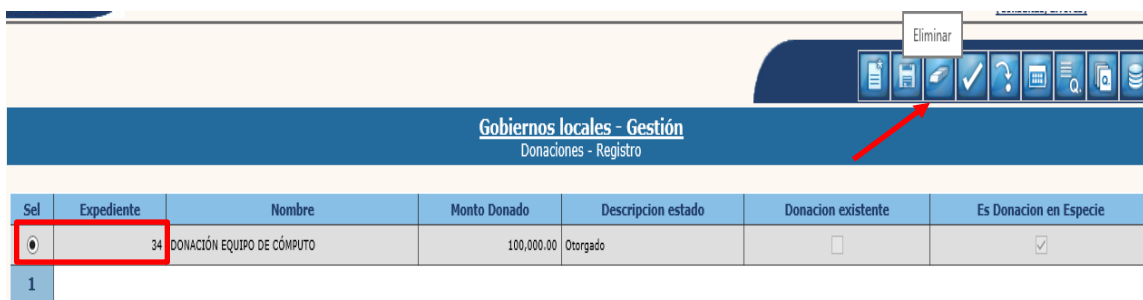 Eliminar
Gobiernos locales - Gestión
Donaciones - Registro
Sel Expediente Nombre Monto Donado Descripcion estado Donacion existente Es Donacion en Especie
34 DONACIÓN EQUIPO DE CÓMPUTO 100,000.00 Otorgado
1